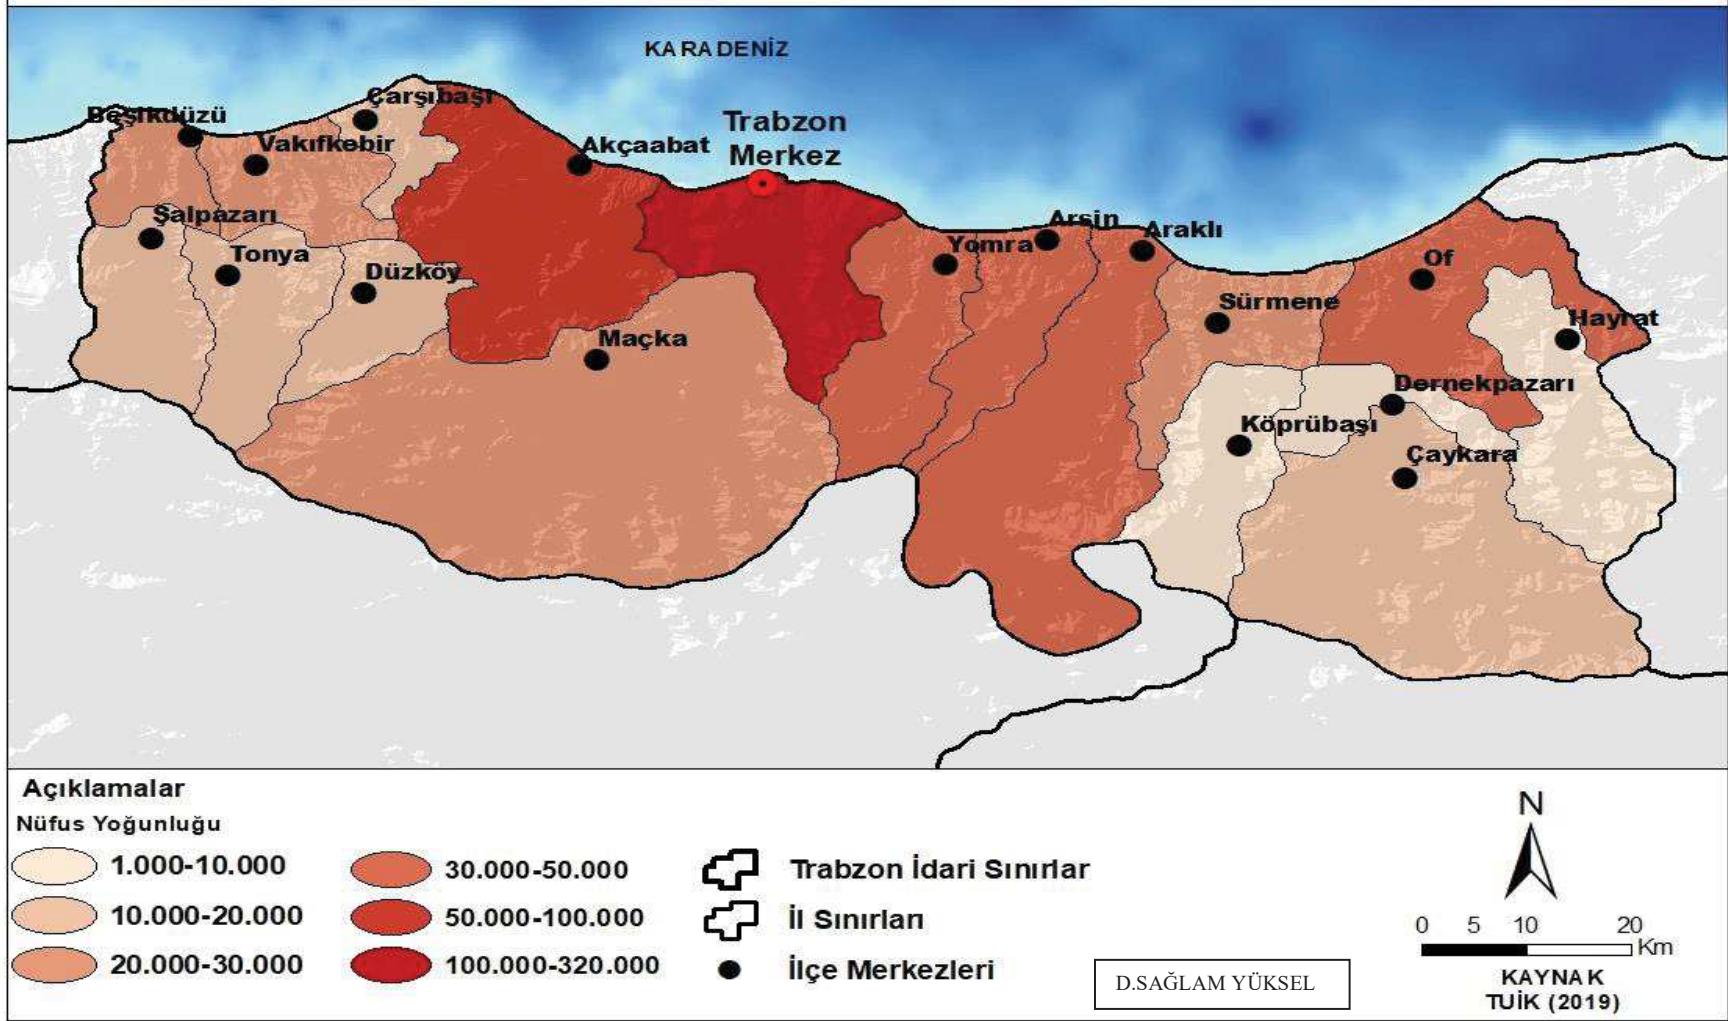 KARADENİZ
Trabzon
Merkez
Beşikdüzü
Çarşıbaşı
Vakıfkebir
Akçaabat
Şalpazarı
Tonya
Düzköy
Maçka
Yomra
Arsin
Araklı
Sürmene
Of
Hayrat
Dernekpazarı
Köprübaşı
Çaykara
Açıklamalar
Nüfus Yoğunluğu
1.000-10.000
10.000-20.000
20.000-30.000
30.000-50.000
50.000-100.000
100.000-320.000
Trabzon İdari Sınırlar
İl Sınırları
İlçe Merkezleri
D.SAĞLAM YÜKSEL
N
0 5 10 20
Km
KAYNAK
TUİK (2019)